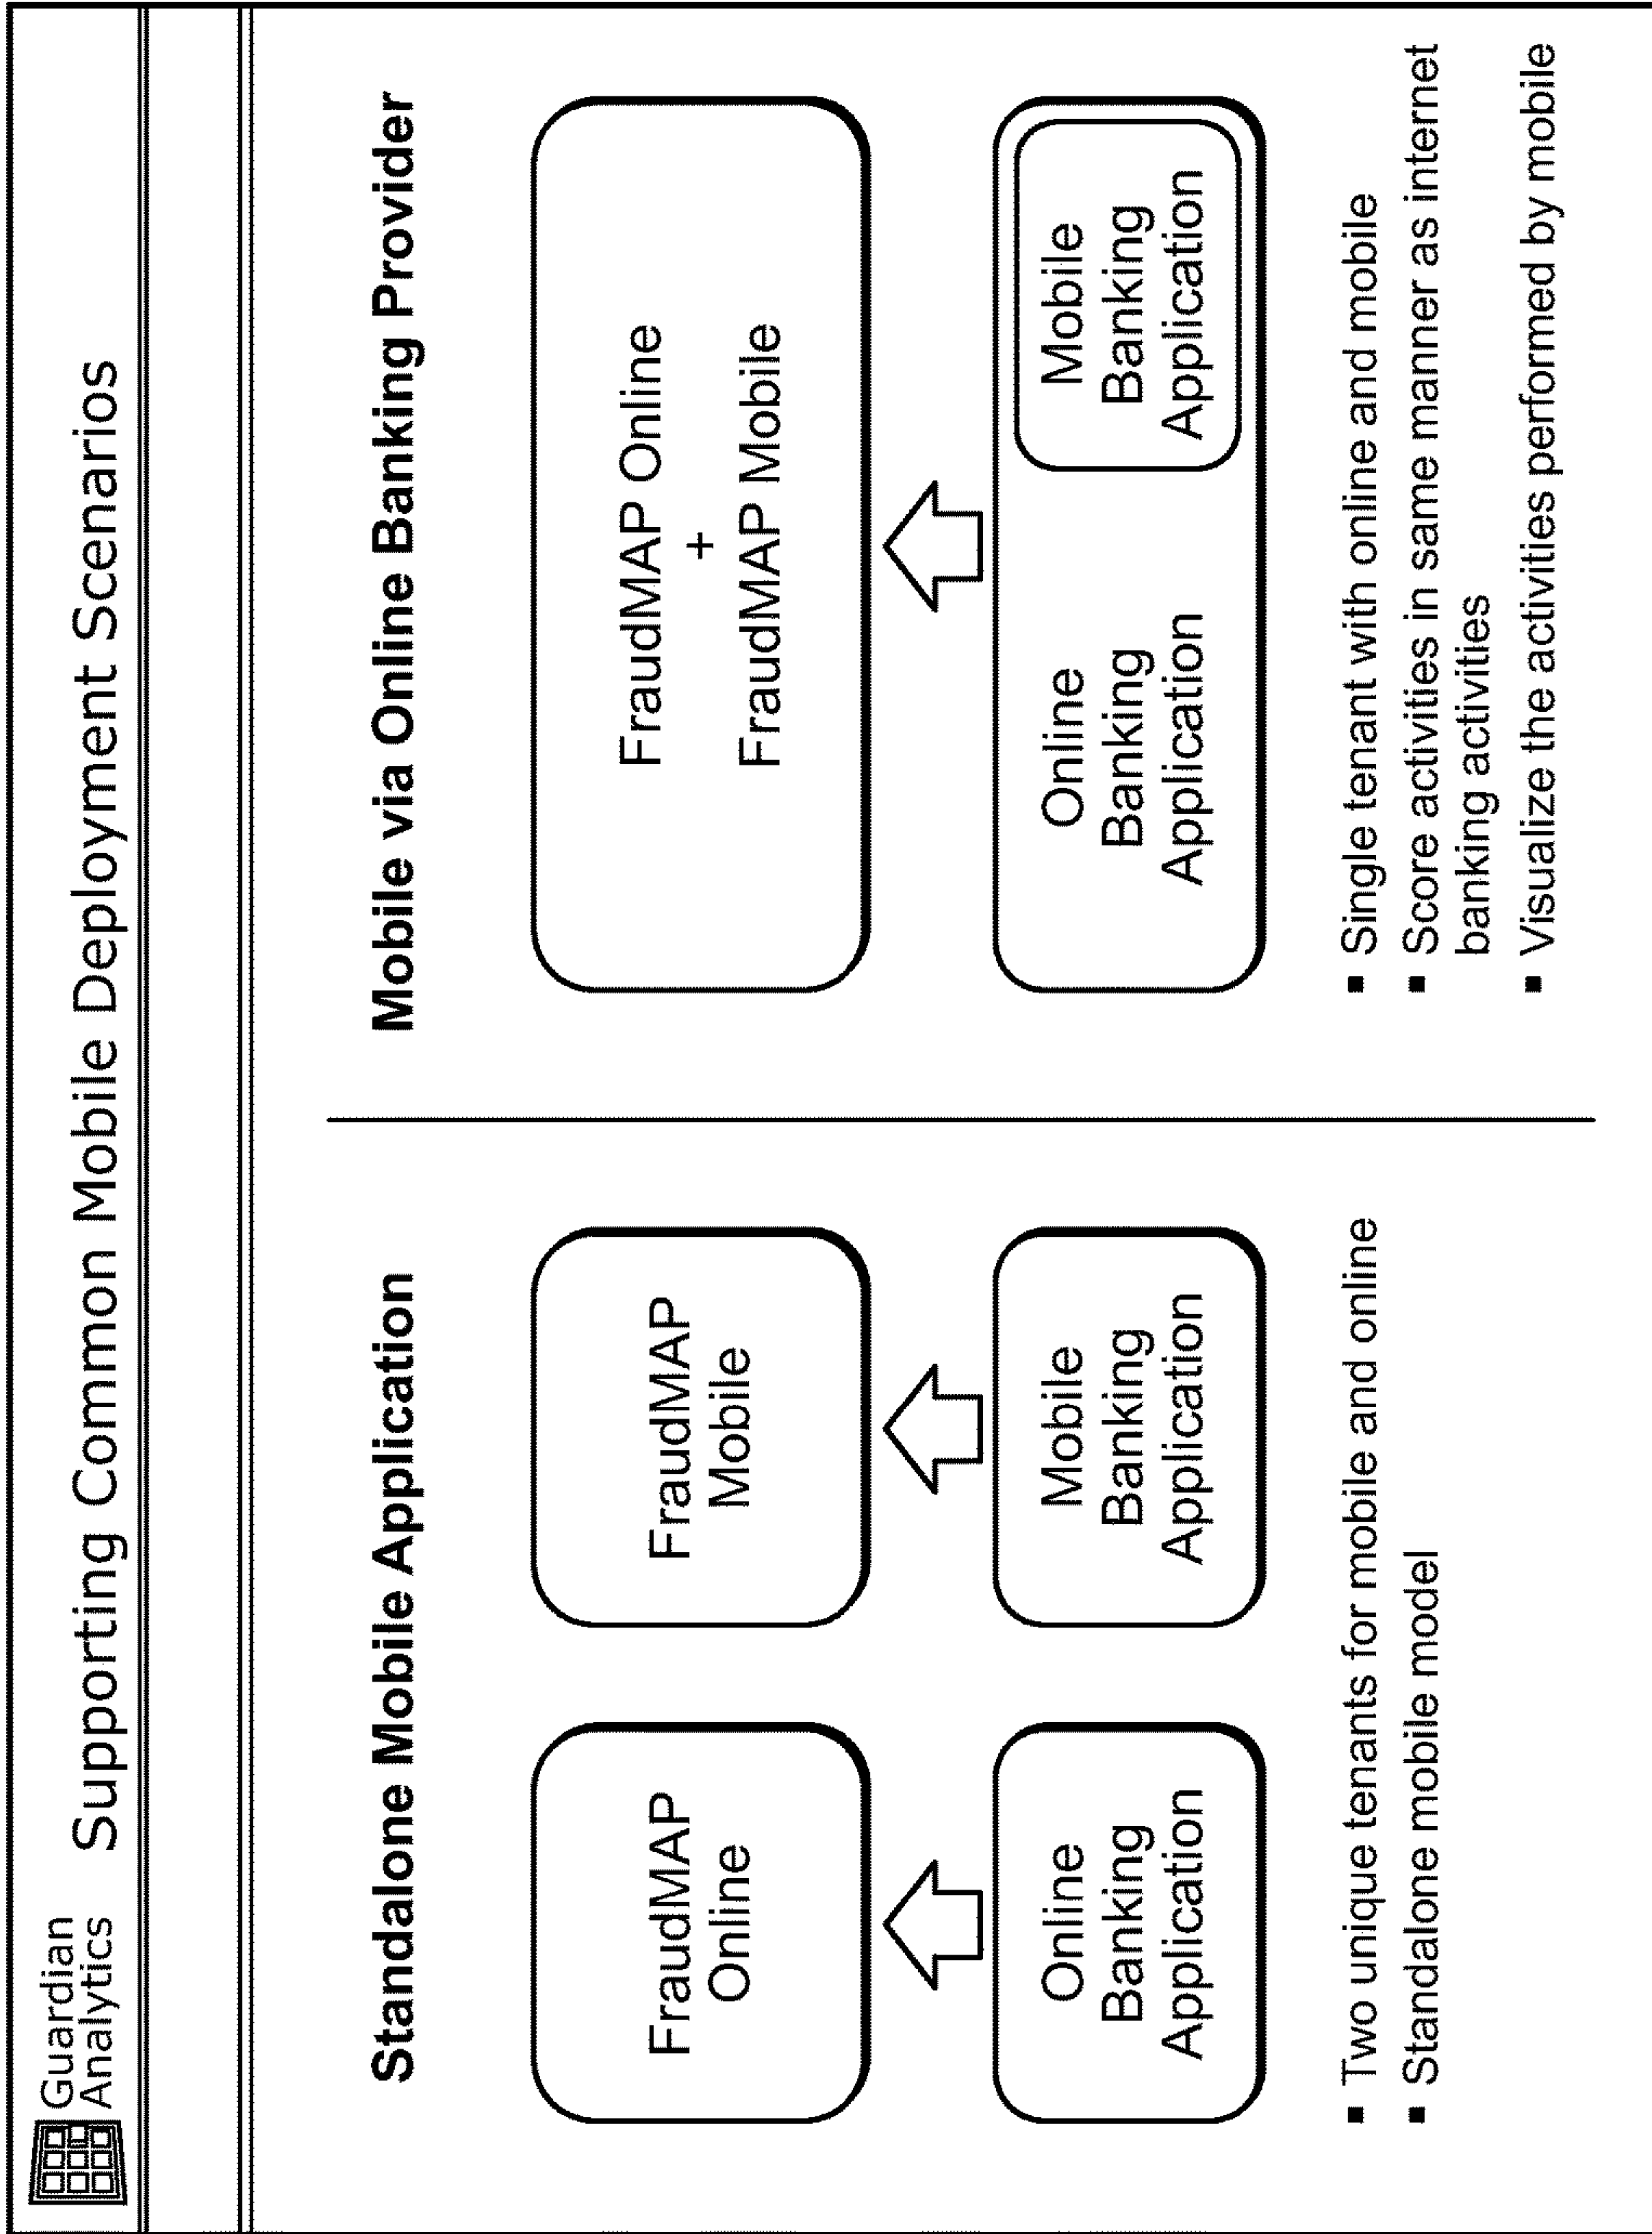 Guardian
Analytics
Supporting Common Mobile Deployment Scenarios
Standalone Mobile Application
FraudMAP
Online
FraudMAP
Mobile
Online
Banking
Application
Mobile
Banking
Application
▪ Two unique tenants for mobile and online
▪ Standalone mobile model
Mobile via Online Banking Provider
FraudMAP Online
+
FraudMAP Mobile
Online
Banking
Application
Mobile
Banking
Application
▪ Single tenant with online and mobile
▪ Score activities in same manner as internet
banking activities
▪ Visualize the activities performed by mobile